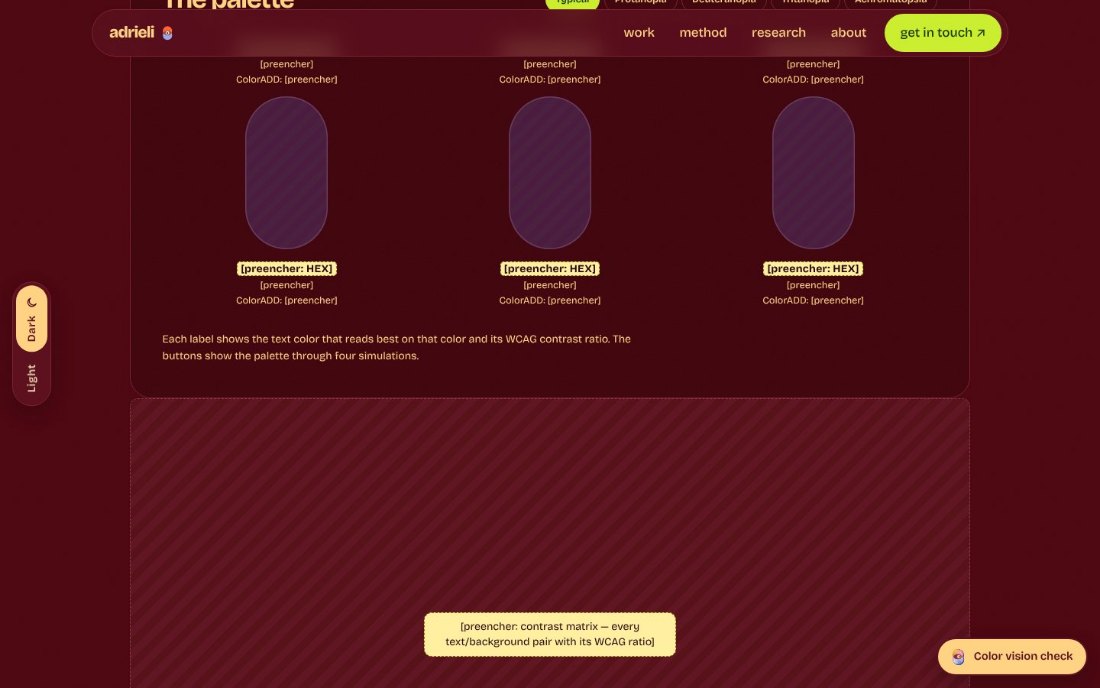 The palette
Typical Protanopia Deuteranopia Tritanopia Achromatopsia
adrieli
work method research about get in touch ↗
[preencher] [preencher] [preencher]
ColorADD: [preencher] ColorADD: [preencher] ColorADD: [preencher]
[preencher: HEX] [preencher: HEX] [preencher: HEX]
[preencher] [preencher] [preencher]
ColorADD: [preencher] ColorADD: [preencher] ColorADD: [preencher]
Dark
Light
Each label shows the text color that reads best on that color and its WCAG contrast ratio. The
buttons show the palette through four simulations.
[preencher: contrast matrix — every
text/background pair with its WCAG ratio]
Color vision check